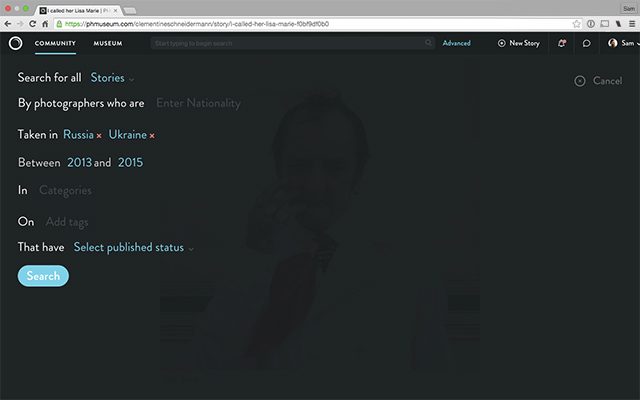 I called her Lisa Marie | Ph
Sam
https://phmuseum.com/clementineschneidermann/story/i-called-her-lisa-marie-f0bf9df0b0
COMMUNITY MUSEUM Start typing to begin search Advanced New Story Sam
Search for all Stories
Cancel
By photographers who are Enter Nationality
Taken in Russia × Ukraine ×
Between 2013 and 2015
In Categories
On Add tags
That have Select published status
Search